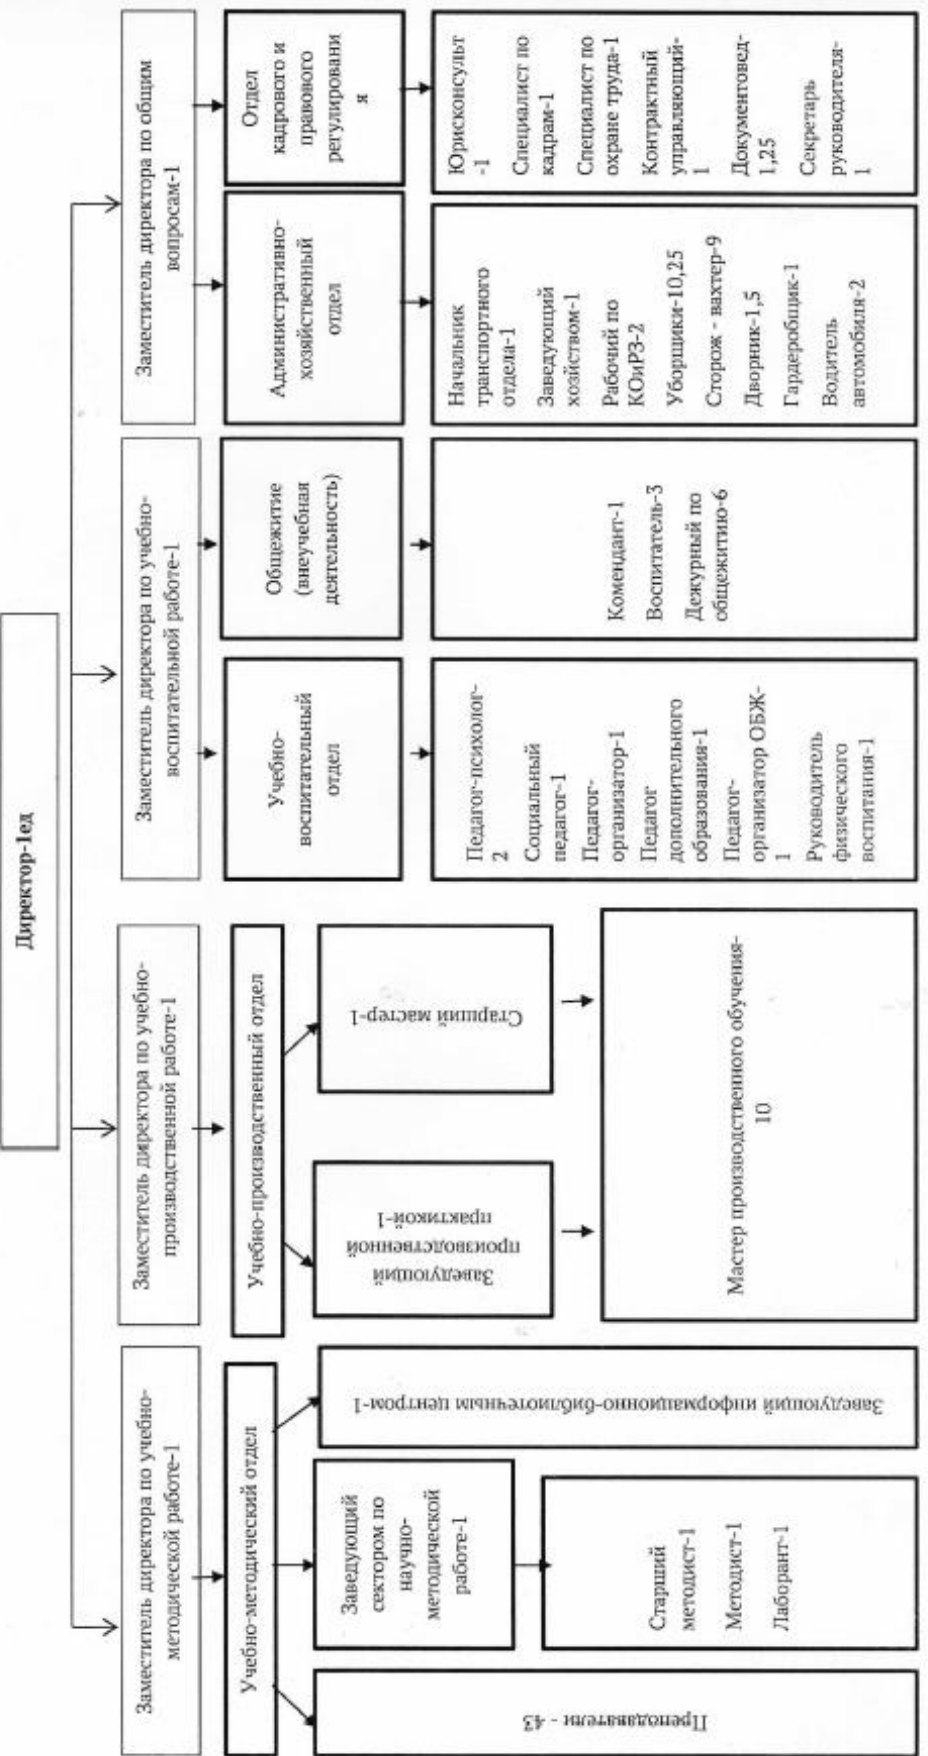 Директор-1ед
Заместитель директора по учебно-
методической работе-1
Учебно-методический отдел
Преподаватели - 43
Заведующий
сектором по
научно-
методической
работе-1
Старший
методист-1
Методист-1
Лаборант-1
Заведующий информационно-библиотечным центром-1
Заместитель директора по учебно-
производственной работе-1
Учебно-производственный отдел
Заведующий
производственной
практикой-1
Старший мастер-1
Мастер производственного обучения-
10
Заместитель директора по учебно-
воспитательной работе-1
Учебно-
воспитательный
отдел
Педагог-психолог-
2
Социальный
педагог-1
Педагог-
организатор-1
Педагог
дополнительного
образования-1
Педагог-
организатор ОБЖ-
1
Руководитель
физического
воспитания-1
Общежитие
(внеучебная
деятельность)
Комендант-1
Воспитатель-3
Дежурный по
общежитию-6
Заместитель директора по общим
вопросам-1
Административно-
хозяйственный
отдел
Начальник
транспортного
отдела-1
Заведующий
хозяйством-1
Рабочий по
КОиРЗ-2
Уборщики-10,25
Сторож - вахтер-9
Дворник-1,5
Гардеробщик-1
Водитель
автомобиля-2
Отдел
кадрового и
правового
регулировани
я
Юрисконсульт
-1
Специалист по
кадрам-1
Специалист по
охране труда-1
Контрактный
управляющий-
1
Документовед-
1,25
Секретарь
руководителя-
1